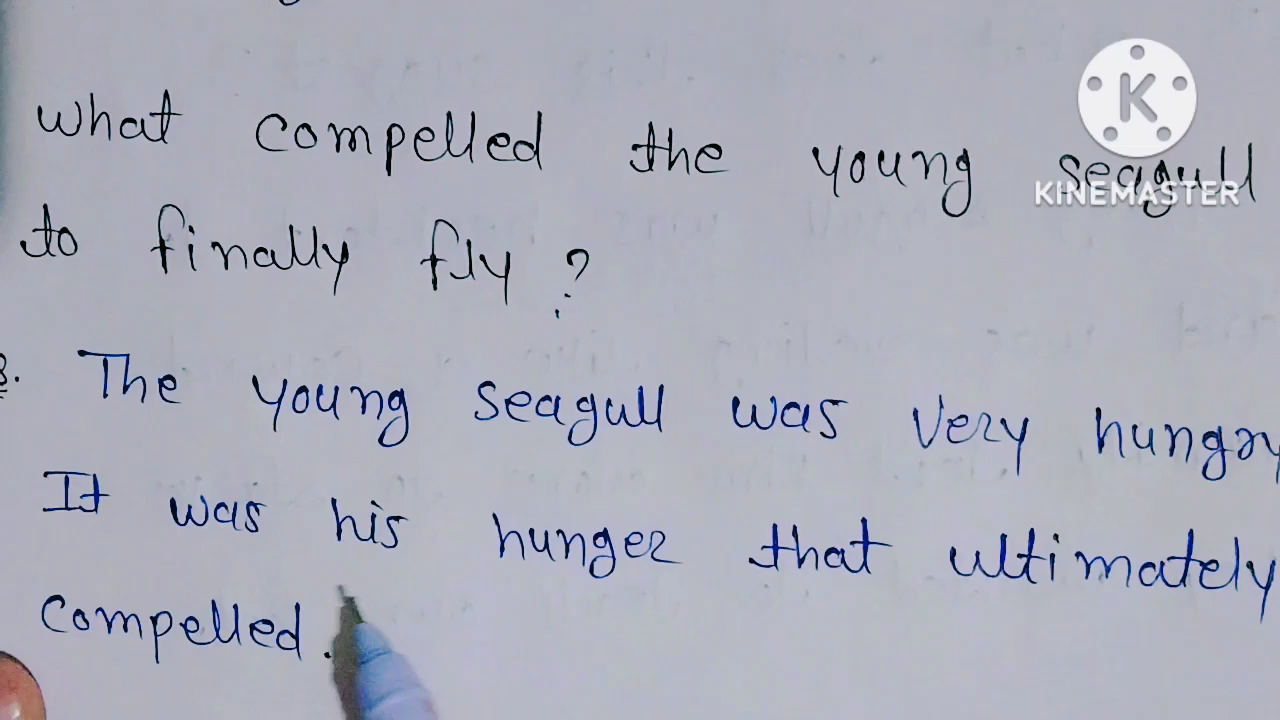 What compelled the young seagull
to finally fly ?
The young seagull was very hungry
It was his hunger that ultimately
compelled.
K
KINEMASTER